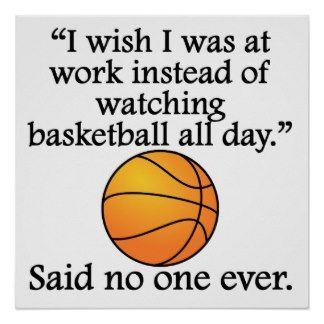 “I wish I was at
work instead of
watching
basketball all day.”
Said no one ever.